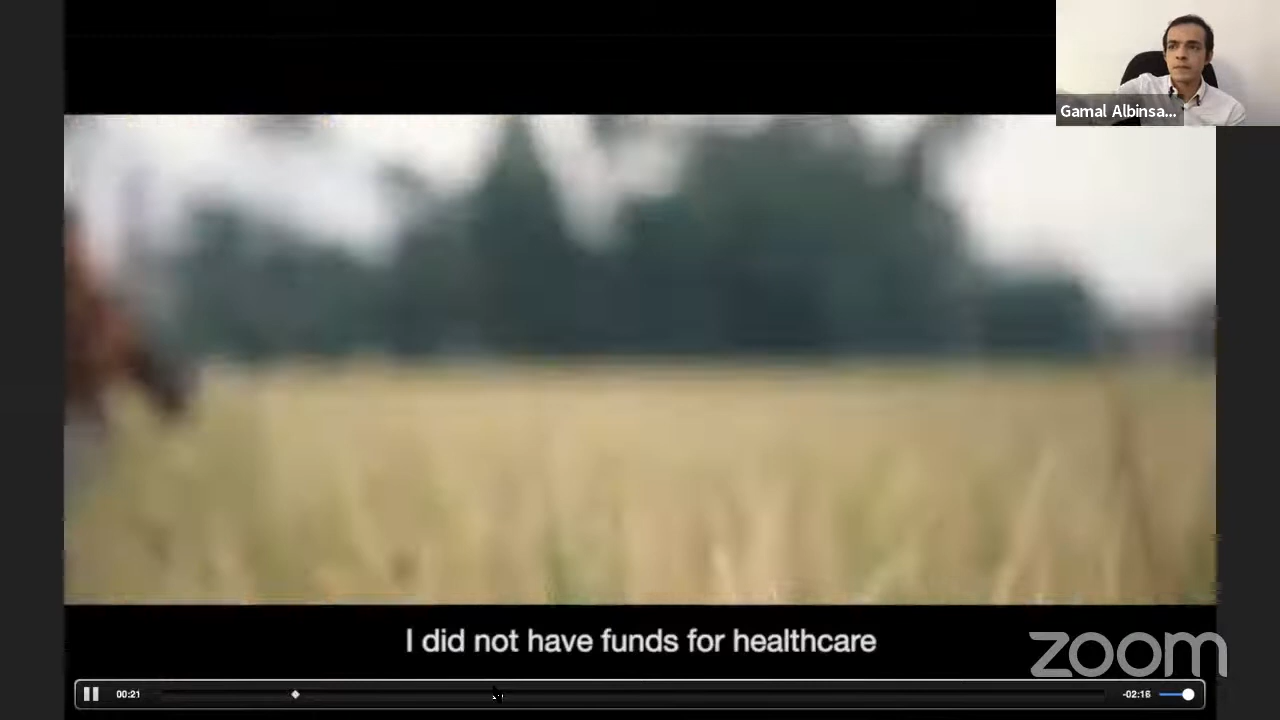 Gamal Albinsa...
I did not have funds for healthcare
zoom
00:21
-02:16